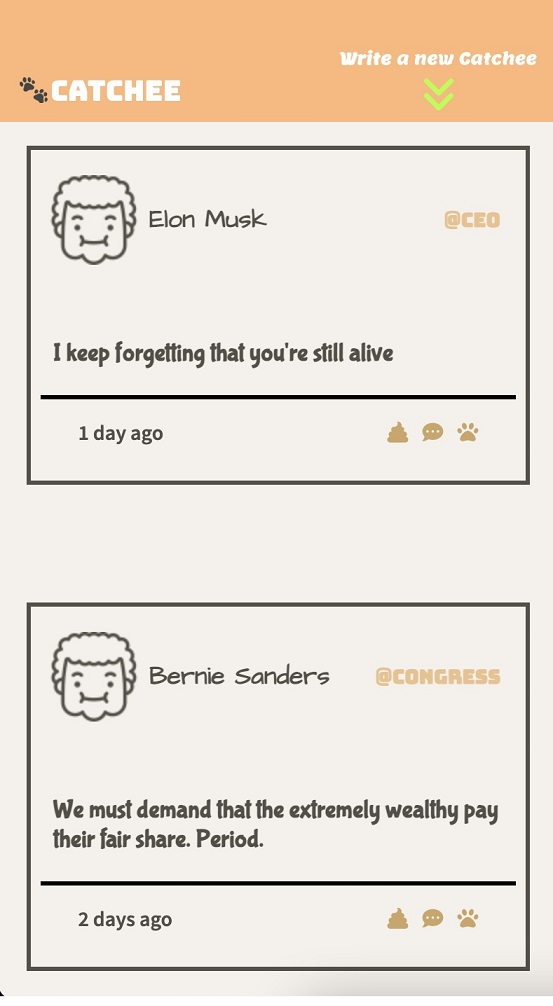 Write a new Catchee
CATCHEE
Elon Musk
@CEO
I keep forgetting that you're still alive
1 day ago
Bernie Sanders
@CONGRESS
We must demand that the extremely wealthy pay
their fair share. Period.
2 days ago